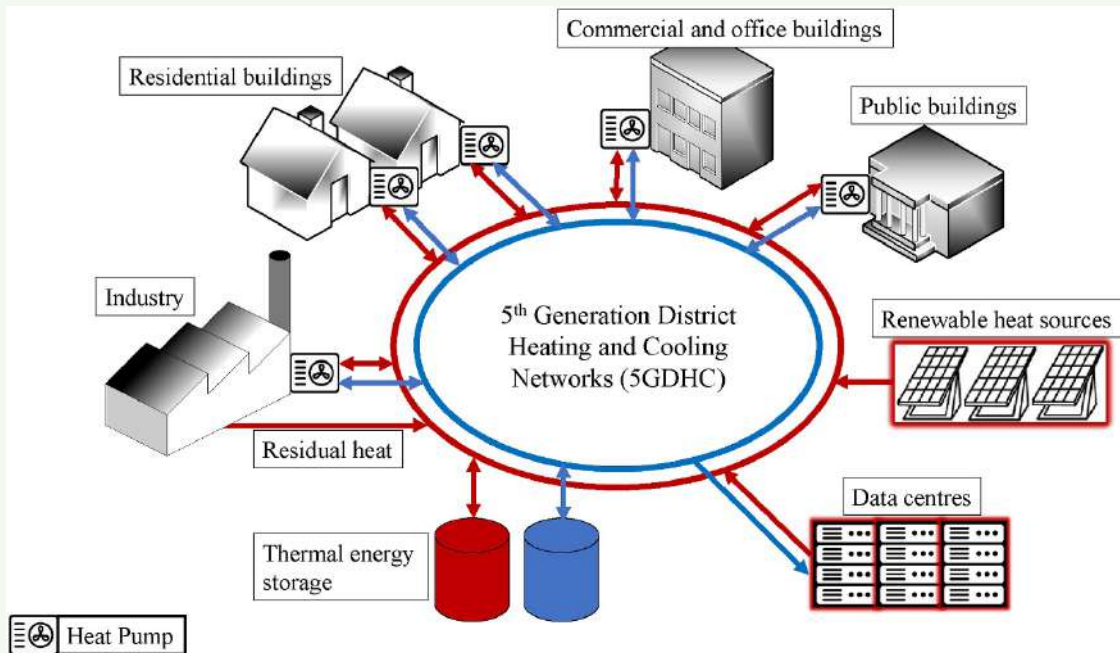 Commercial and office buildings
Residential buildings
Public buildings
Industry
5th Generation District
Heating and Cooling
Networks (5GDHC)
Renewable heat sources
Residual heat
Data centres
Thermal energy
storage
Heat Pump